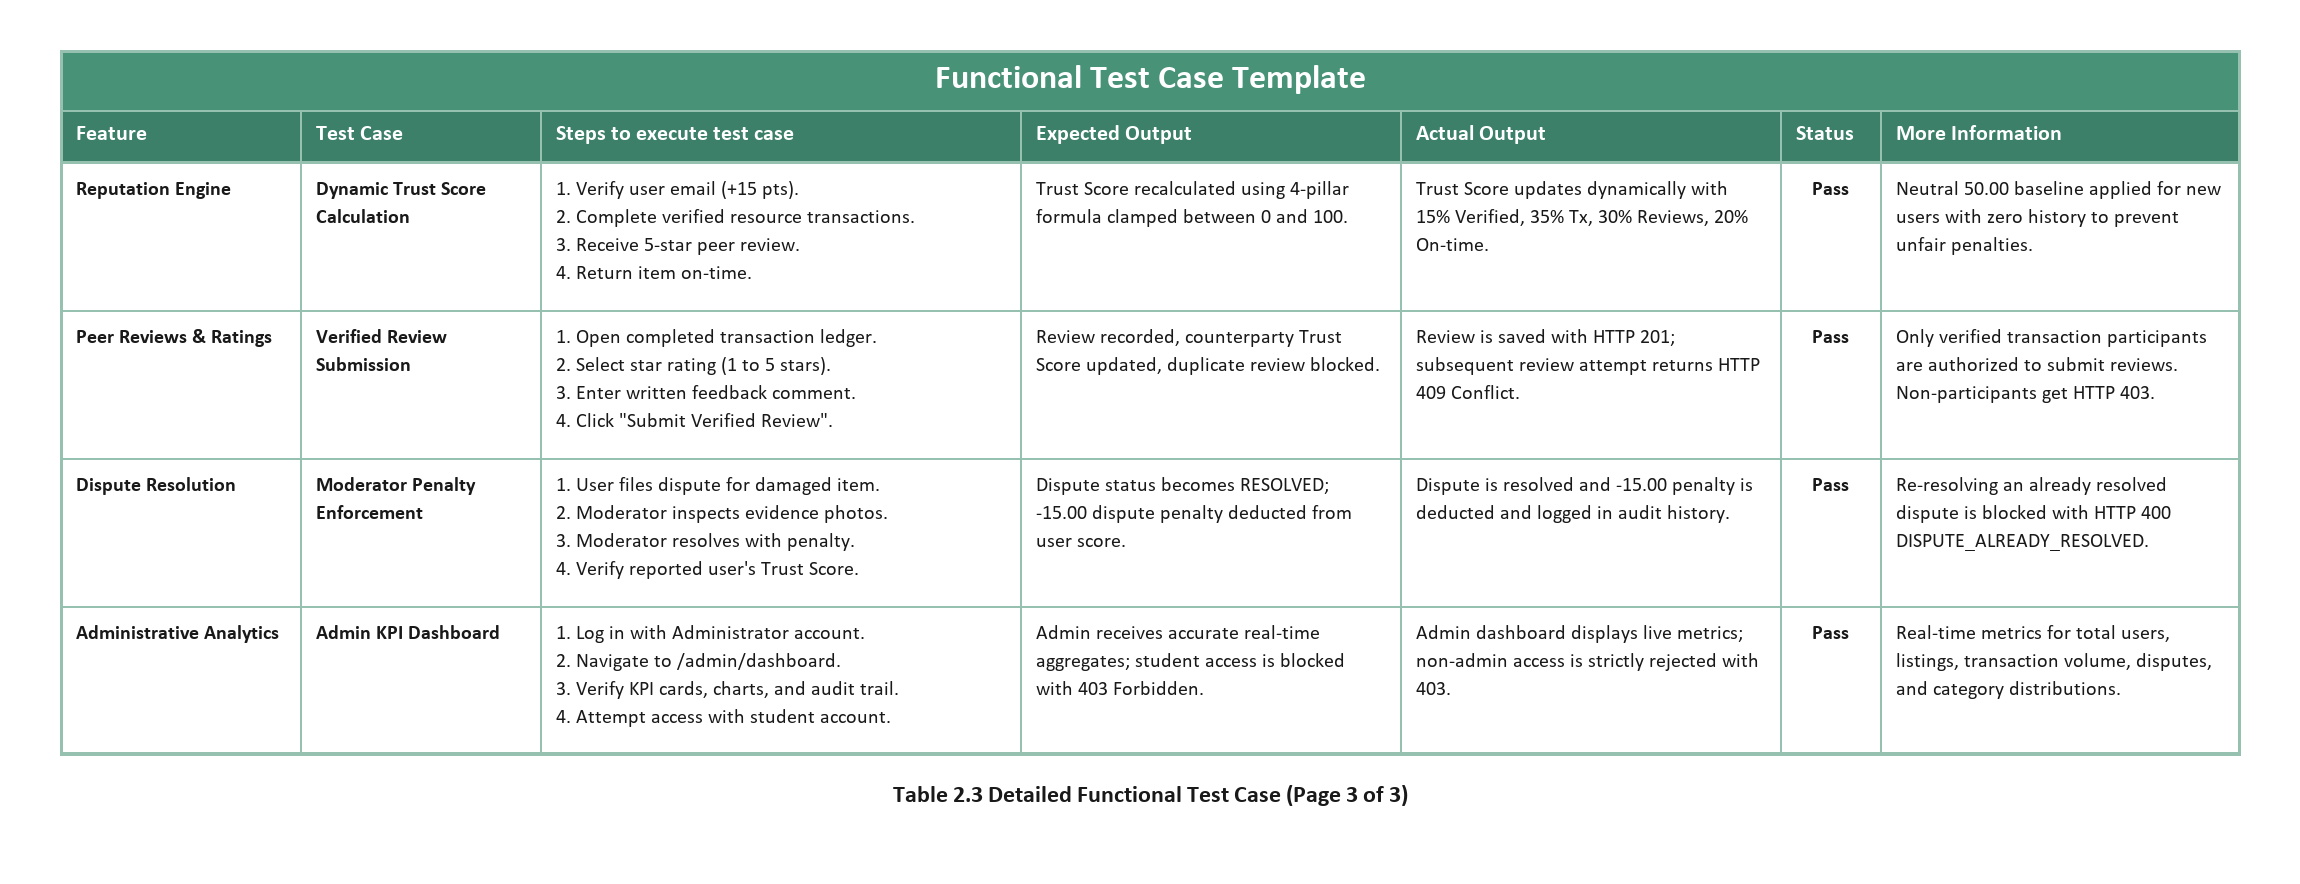 Functional Test Case Template
Feature
Test Case
Steps to execute test case
Expected Output
Actual Output
Status
More Information
Reputation Engine
Dynamic Trust Score
Calculation
1. Verify user email (+15 pts).
2. Complete verified resource transactions.
3. Receive 5-star peer review.
4. Return item on-time.
Trust Score recalculated using 4-pillar
formula clamped between 0 and 100.
Trust Score updates dynamically with
15% Verified, 35% Tx, 30% Reviews, 20%
On-time.
Pass
Neutral 50.00 baseline applied for new
users with zero history to prevent
unfair penalties.
Peer Reviews & Ratings
Verified Review
Submission
1. Open completed transaction ledger.
2. Select star rating (1 to 5 stars).
3. Enter written feedback comment.
4. Click "Submit Verified Review".
Review recorded, counterparty Trust
Score updated, duplicate review blocked.
Review is saved with HTTP 201;
subsequent review attempt returns HTTP
409 Conflict.
Pass
Only verified transaction participants
are authorized to submit reviews.
Non-participants get HTTP 403.
Dispute Resolution
Moderator Penalty
Enforcement
1. User files dispute for damaged item.
2. Moderator inspects evidence photos.
3. Moderator resolves with penalty.
4. Verify reported user's Trust Score.
Dispute status becomes RESOLVED;
-15.00 dispute penalty deducted from
user score.
Dispute is resolved and -15.00 penalty is
deducted and logged in audit history.
Pass
Re-resolving an already resolved
dispute is blocked with HTTP 400
DISPUTE_ALREADY_RESOLVED.
Administrative Analytics
Admin KPI Dashboard
1. Log in with Administrator account.
2. Navigate to /admin/dashboard.
3. Verify KPI cards, charts, and audit trail.
4. Attempt access with student account.
Admin receives accurate real-time
aggregates; student access is blocked
with 403 Forbidden.
Admin dashboard displays live metrics;
non-admin access is strictly rejected with
403.
Pass
Real-time metrics for total users,
listings, transaction volume, disputes,
and category distributions.
Table 2.3 Detailed Functional Test Case (Page 3 of 3)